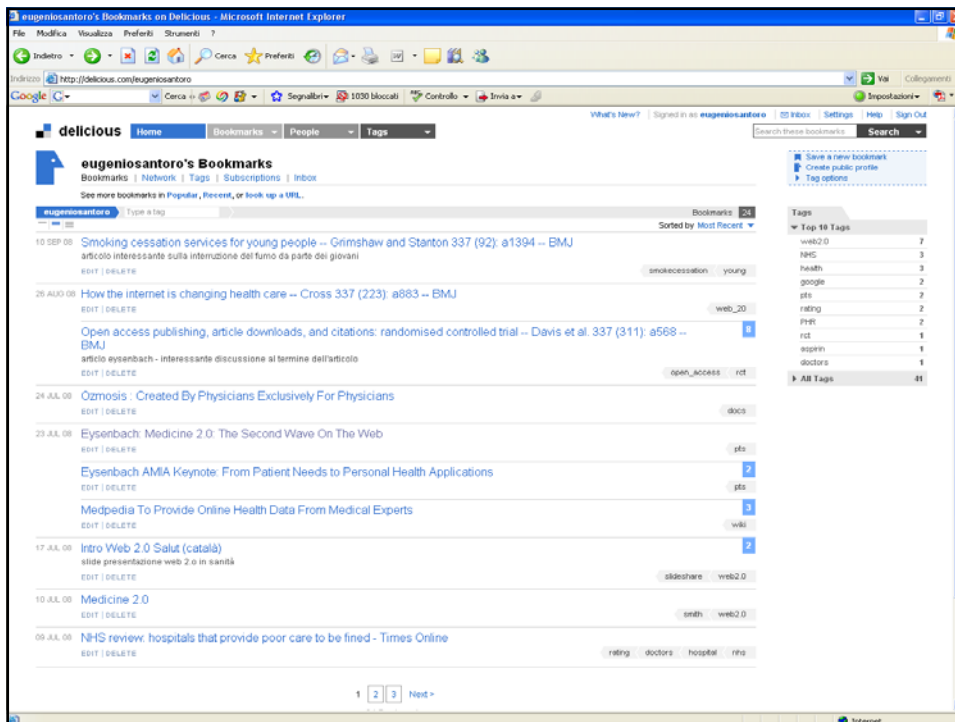 eugeniosantoro's Bookmarks on Delicious - Microsoft Internet Explorer
File Modifica Visualizza Preferiti Strumenti ?
Indietro Cerca Preferiti
Indirizzo http://delicious.com/eugeniosantoro Vai Collegamenti
Google Cerca Segnalibri 1030 bloccati Controllo Invia a Impostazioni
What's New? Signed in as eugeniosantoro Inbox Settings Help Sign Out
delicious Home Bookmarks People Tags Search these bookmarks Search
eugeniosantoro's Bookmarks
Bookmarks | Network | Tags | Subscriptions | Inbox
See more bookmarks in Popular, Recent, or look up a URL.
Save a new bookmark
Create public profile
Tag options
eugeniosantoro Type a tag Bookmarks 24
Sorted by Most Recent
10 SEP 08 Smoking cessation services for young people -- Grimshaw and Stanton 337 (92): a1394 -- BMJ
articolo interessante sulla interruzione del fumo da parte dei giovani
EDIT | DELETE smokecessation young
26 AUG 08 How the internet is changing health care -- Cross 337 (223): a883 -- BMJ
EDIT | DELETE web_20
Open access publishing, article downloads, and citations: randomised controlled trial -- Davis et al. 337 (311): a568 -- 8
BMJ
articlo eysenbach - interessante discussione al termine dell'articolo
EDIT | DELETE open_access rct
24 JUL 08 Ozmosis : Created By Physicians Exclusively For Physicians
EDIT | DELETE docs
23 JUL 08 Eysenbach: Medicine 2.0: The Second Wave On The Web
EDIT | DELETE pts
Eysenbach AMIA Keynote: From Patient Needs to Personal Health Applications 2
EDIT | DELETE pts
Medpedia To Provide Online Health Data From Medical Experts 3
EDIT | DELETE wiki
17 JUL 08 Intro Web 2.0 Salut (català) 2
slide presentazione web 2.o in sanità
EDIT | DELETE slideshare web2.0
10 JUL 08 Medicine 2.0
EDIT | DELETE smith web2.0
09 JUL 08 NHS review: hospitals that provide poor care to be fined - Times Online
EDIT | DELETE rating doctors hospital nhs
1 2 3 Next >
Tags
Top 10 Tags
web2.0 7
NHS 3
health 3
google 2
pts 2
rating 2
PHR 2
rct 1
aspirin 1
doctors 1
All Tags 41
Internet